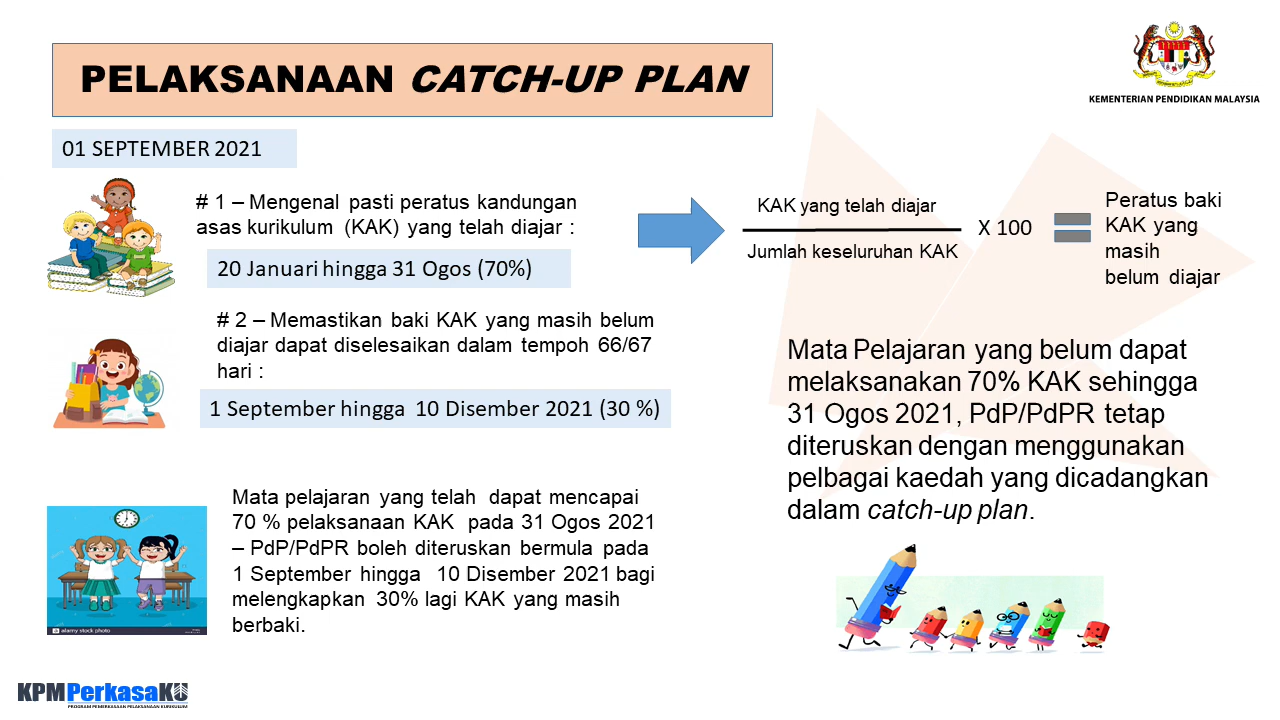 PELAKSANAAN CATCH-UP PLAN
KEMENTERIAN PENDIDIKAN MALAYSIA
01 SEPTEMBER 2021
# 1 – Mengenal pasti peratus kandungan
asas kurikulum (KAK) yang telah diajar :
20 Januari hingga 31 Ogos (70%)
KAK yang telah diajar
Jumlah keseluruhan KAK
X 100
Peratus baki
KAK yang
masih
belum diajar
# 2 – Memastikan baki KAK yang masih belum
diajar dapat diselesaikan dalam tempoh 66/67
hari :
1 September hingga 10 Disember 2021 (30 %)
Mata Pelajaran yang belum dapat
melaksanakan 70% KAK sehingga
31 Ogos 2021, PdP/PdPR tetap
diteruskan dengan menggunakan
pelbagai kaedah yang dicadangkan
dalam catch-up plan.
Mata pelajaran yang telah dapat mencapai
70 % pelaksanaan KAK pada 31 Ogos 2021
– PdP/PdPR boleh diteruskan bermula pada
1 September hingga 10 Disember 2021 bagi
melengkapkan 30% lagi KAK yang masih
berbaki.
alamy stock photo
KPMPerkasaKU
PROGRAM PEMERKASAAN PELAKSANAAN KURIKULUM